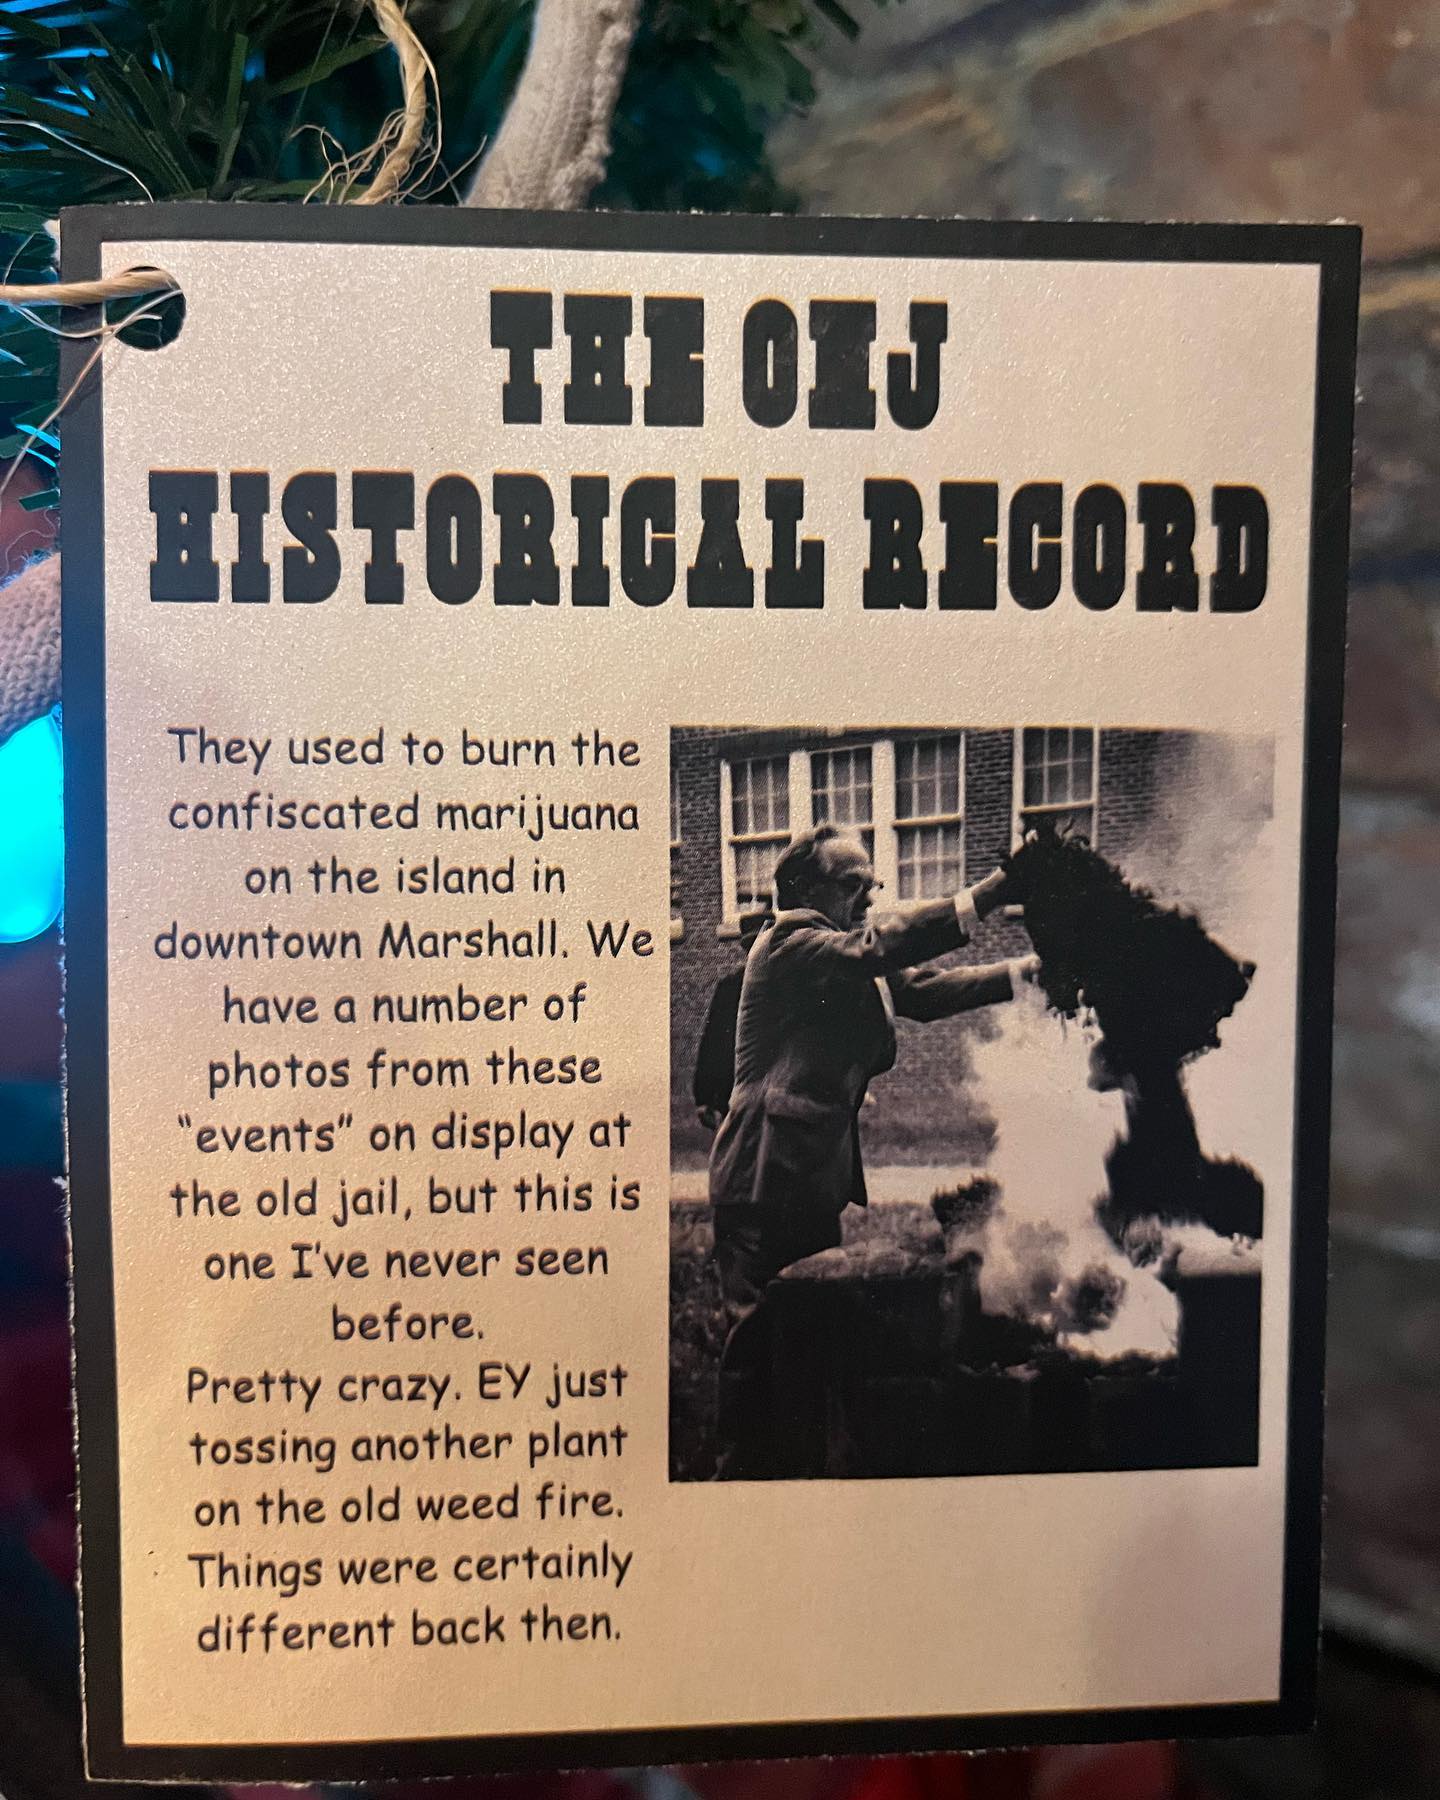 THE OMJ
HISTORICAL RECORD
They used to burn the
confiscated marijuana
on the island in
downtown Marshall. We
have a number of
photos from these
“events” on display at
the old jail, but this is
one I've never seen
before.
Pretty crazy. EY just
tossing another plant
on the old weed fire.
Things were certainly
different back then.